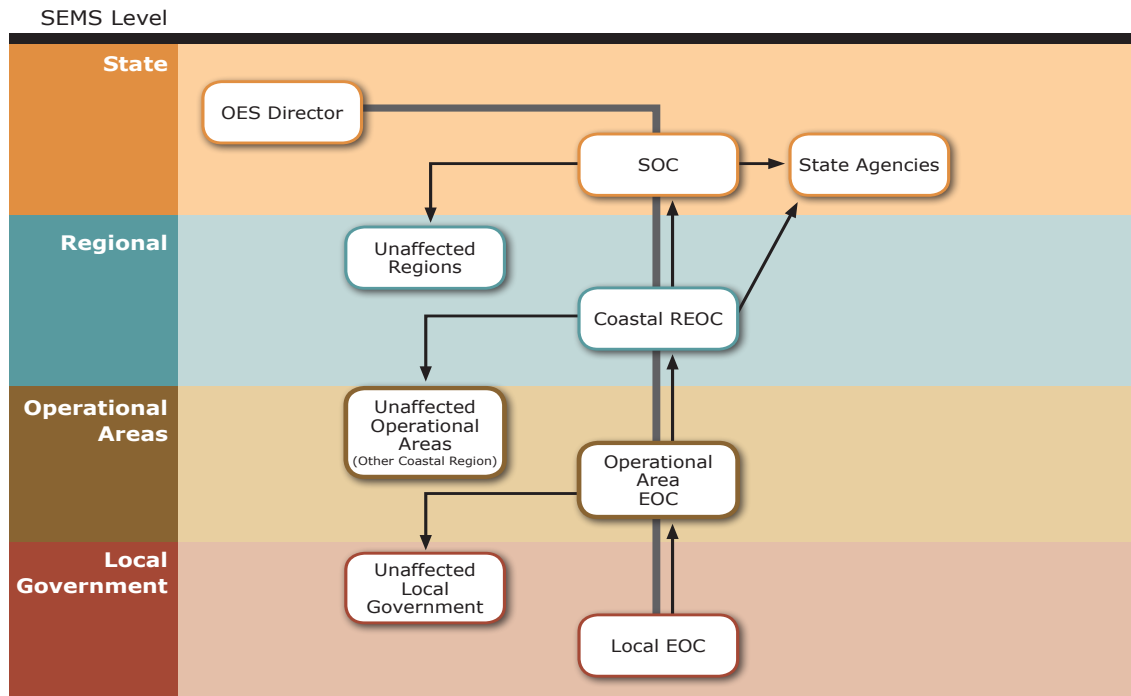 SEMS Level
State
OES Director
SOC
State Agencies
Regional
Unaffected
Regions
Coastal REOC
Operational
Areas
Unaffected
Operational
Areas
(Other Coastal Region)
Operational
Area
EOC
Local
Government
Unaffected
Local
Government
Local EOC